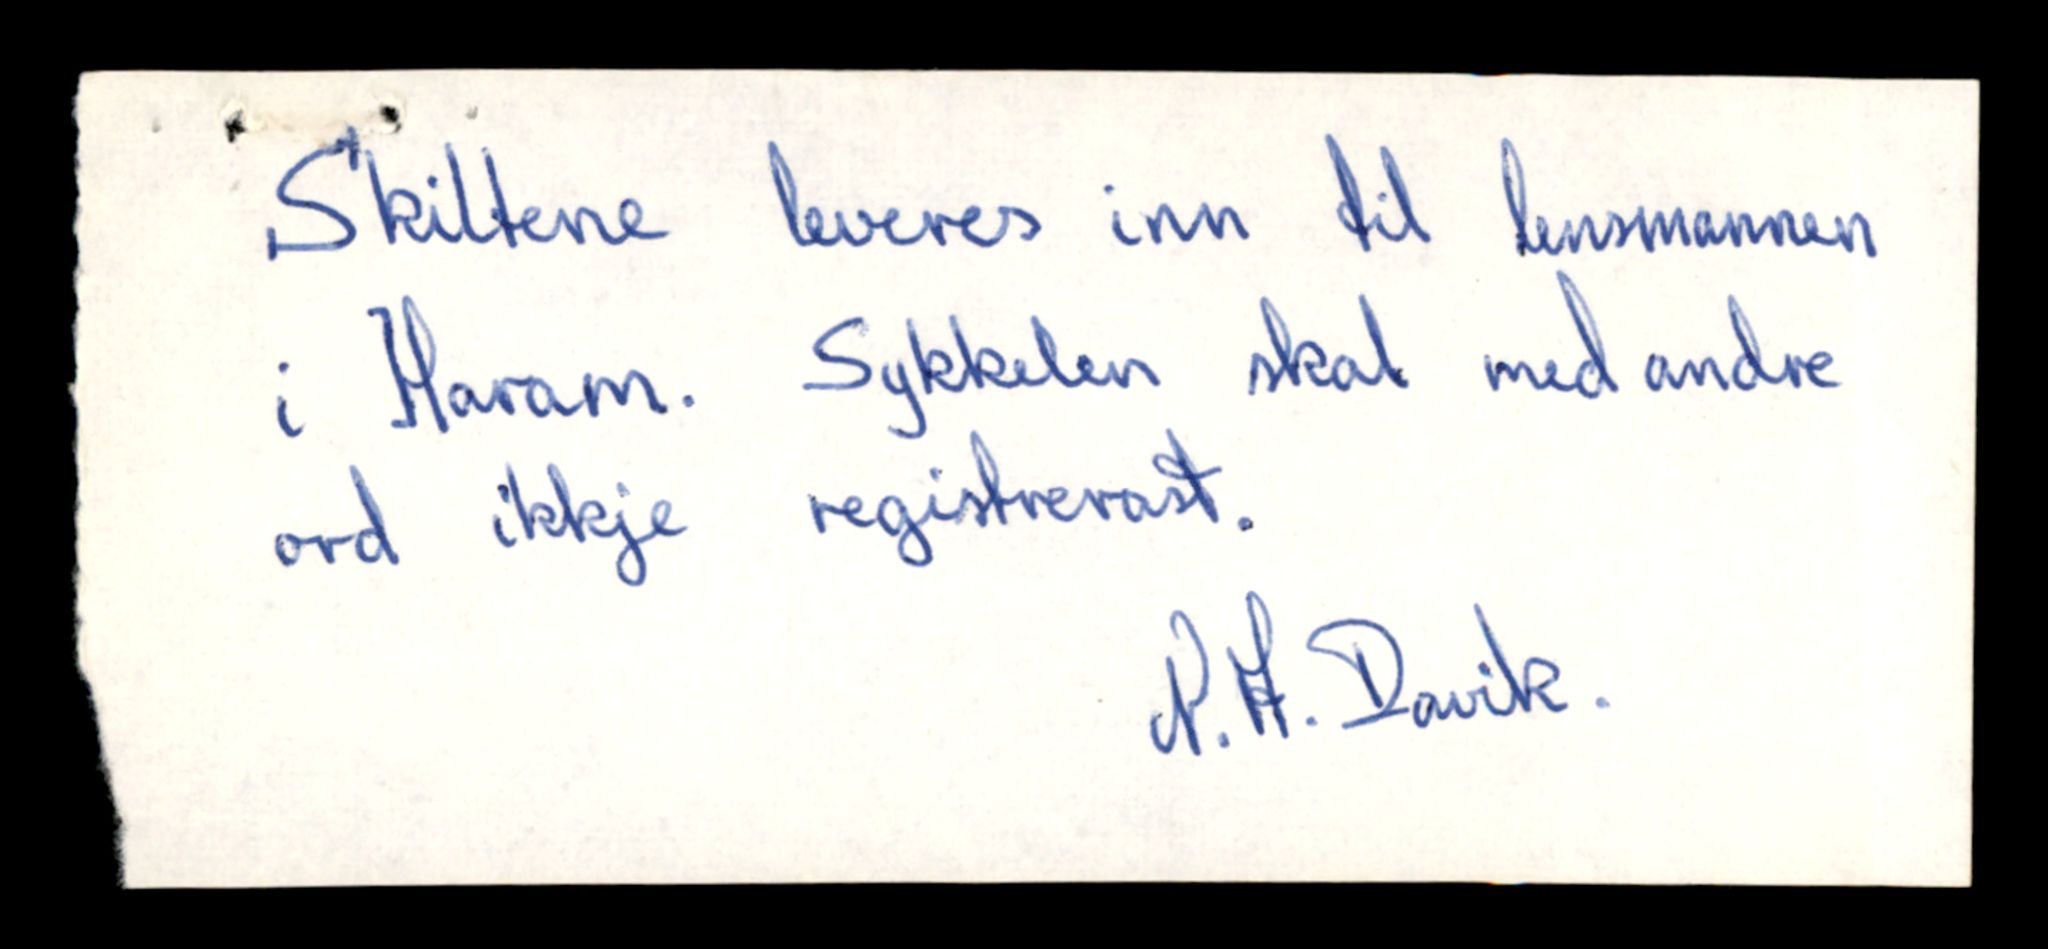 Skiltene leveres inn til lensmannen
i Haram. Sykkelen skal med andre
ord ikkje registrerast.
N. H. Davik.